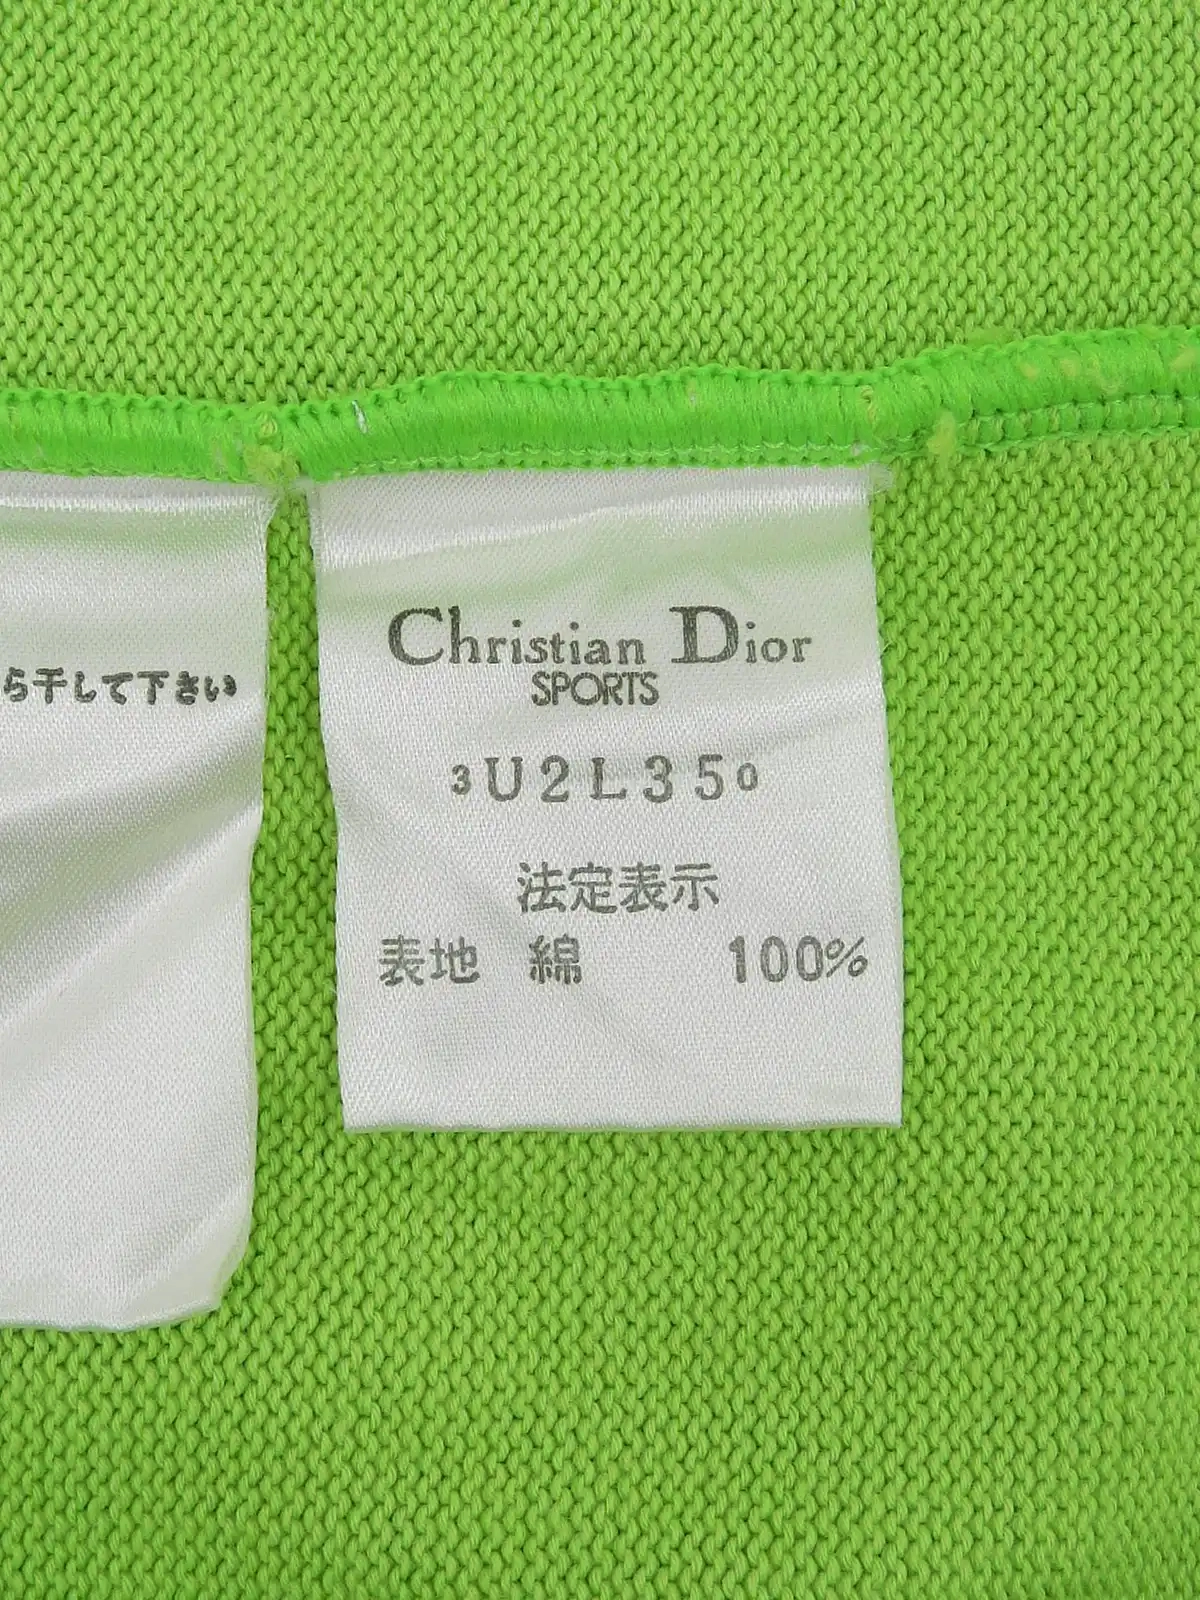 ら干して下さい
Christian Dior
SPORTS
3U2L350
法定表示
表地 綿 100%